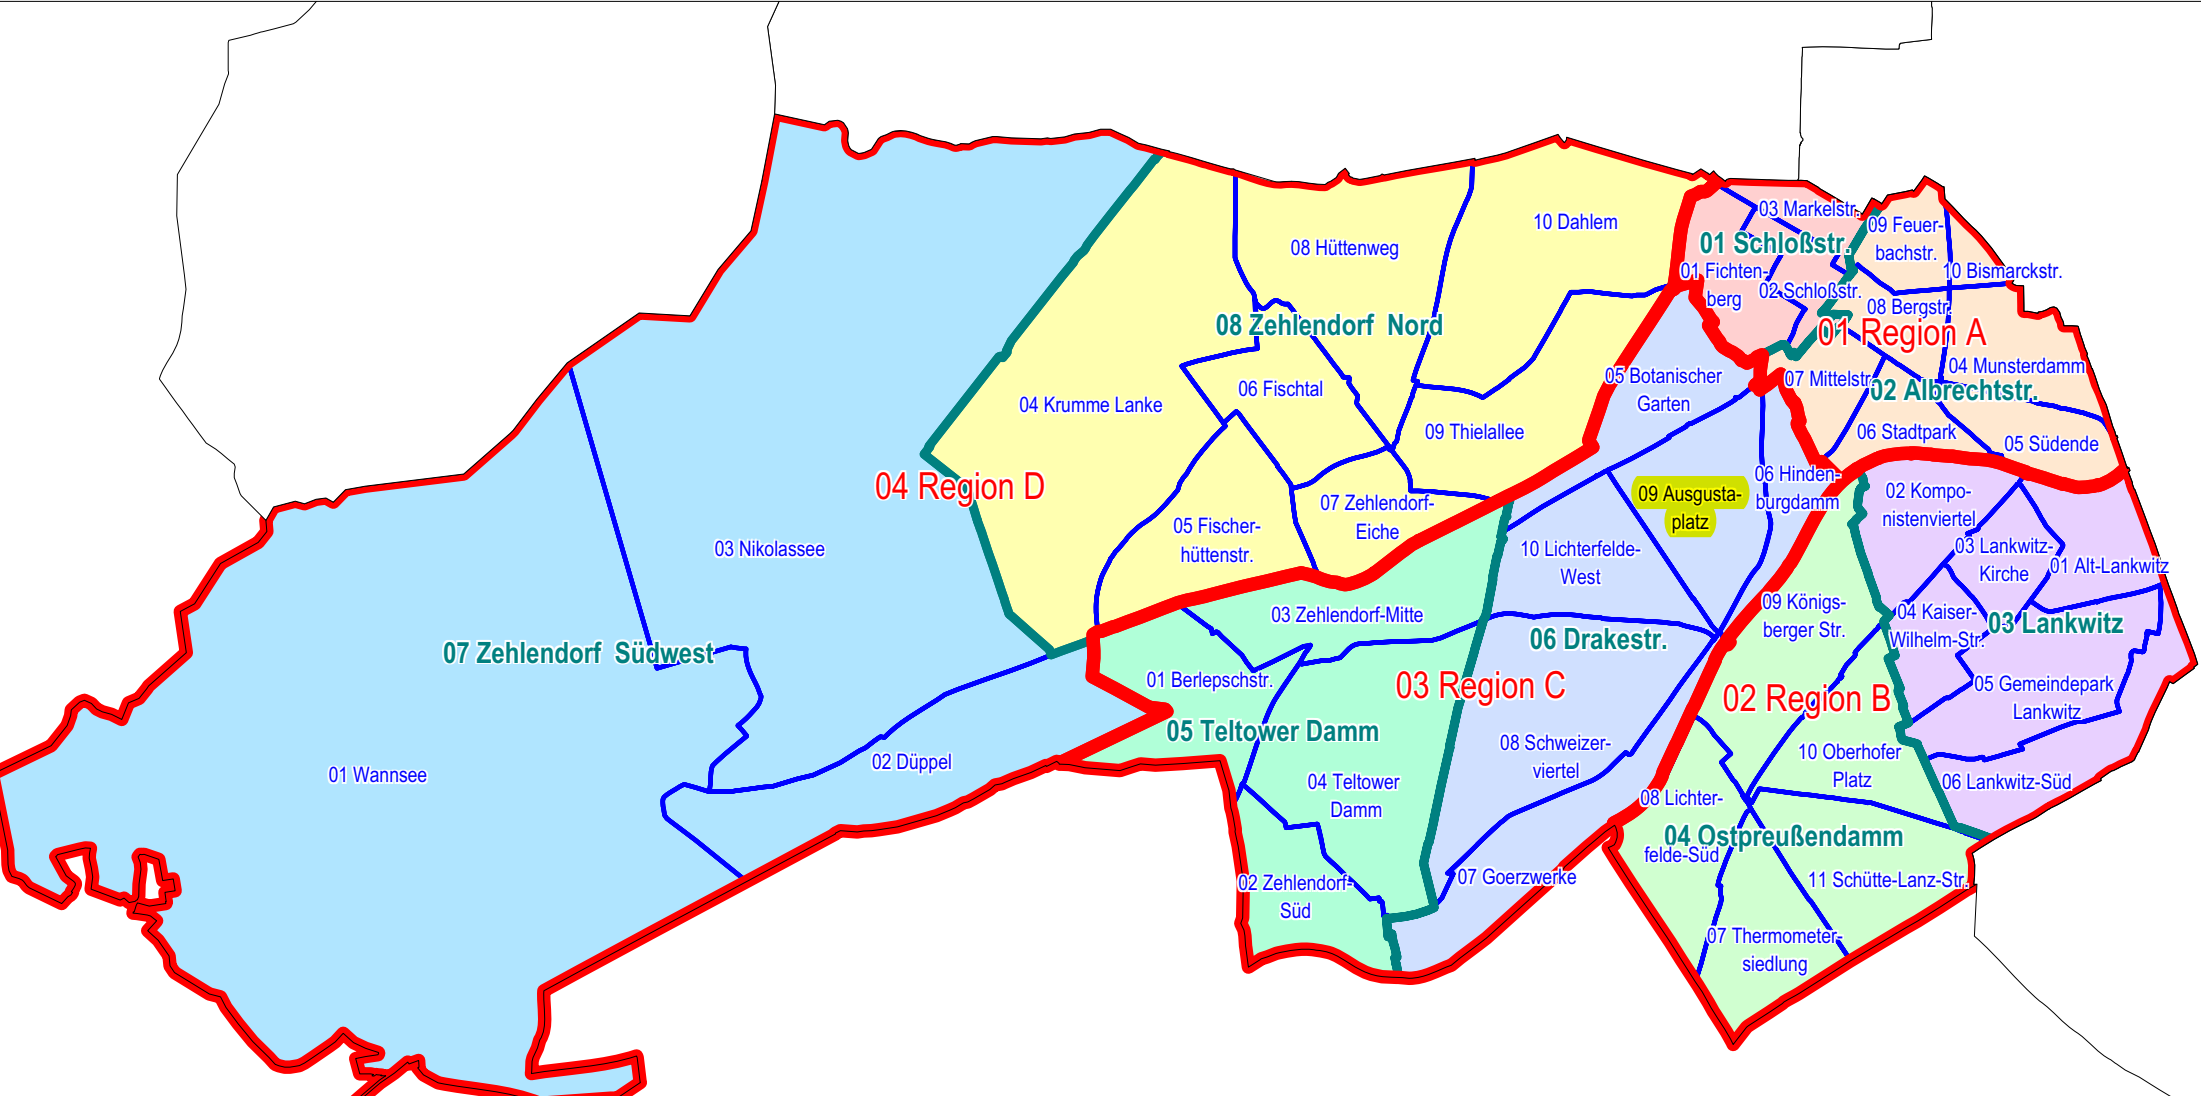 03 Markelstr.
09 Feuer-
bachstr.
10 Dahlem
01 Schloßstr.
08 Hüttenweg
01 Fichten-
berg
10 Bismarckstr.
02 Schloßstr.
08 Bergstr.
08 Zehlendorf  Nord
01 Region A
04 Munsterdamm
05 Botanischer
Garten
07 Mittelstr.
02 Albrechtstr.
06 Fischtal
04 Krumme Lanke
09 Thielallee
06 Stadtpark
05 Südende
04 Region D
06 Hinden-
burgdamm
09 Ausgusta-
platz
02 Kompo-
nistenviertel
07 Zehlendorf-
Eiche
05 Fischer-
hüttenstr.
03 Nikolassee
10 Lichterfelde-
West
03 Lankwitz-
Kirche
01 Alt-Lankwitz
09 Königs-
berger Str.
04 Kaiser-
Wilhelm-Str.
03 Lankwitz
03 Zehlendorf-Mitte
06 Drakestr.
07 Zehlendorf  Südwest
01 Berlepschstr.
03 Region C
02 Region B
05 Gemeindepark
Lankwitz
05 Teltower Damm
08 Schweizer-
viertel
10 Oberhofer
Platz
02 Düppel
01 Wannsee
04 Teltower
Damm
06 Lankwitz-Süd
08 Lichter-
felde-Süd
04 Ostpreußendamm
07 Goerzwerke
02 Zehlendorf-
Süd
11 Schütte-Lanz-Str.
07 Thermometer-
siedlung